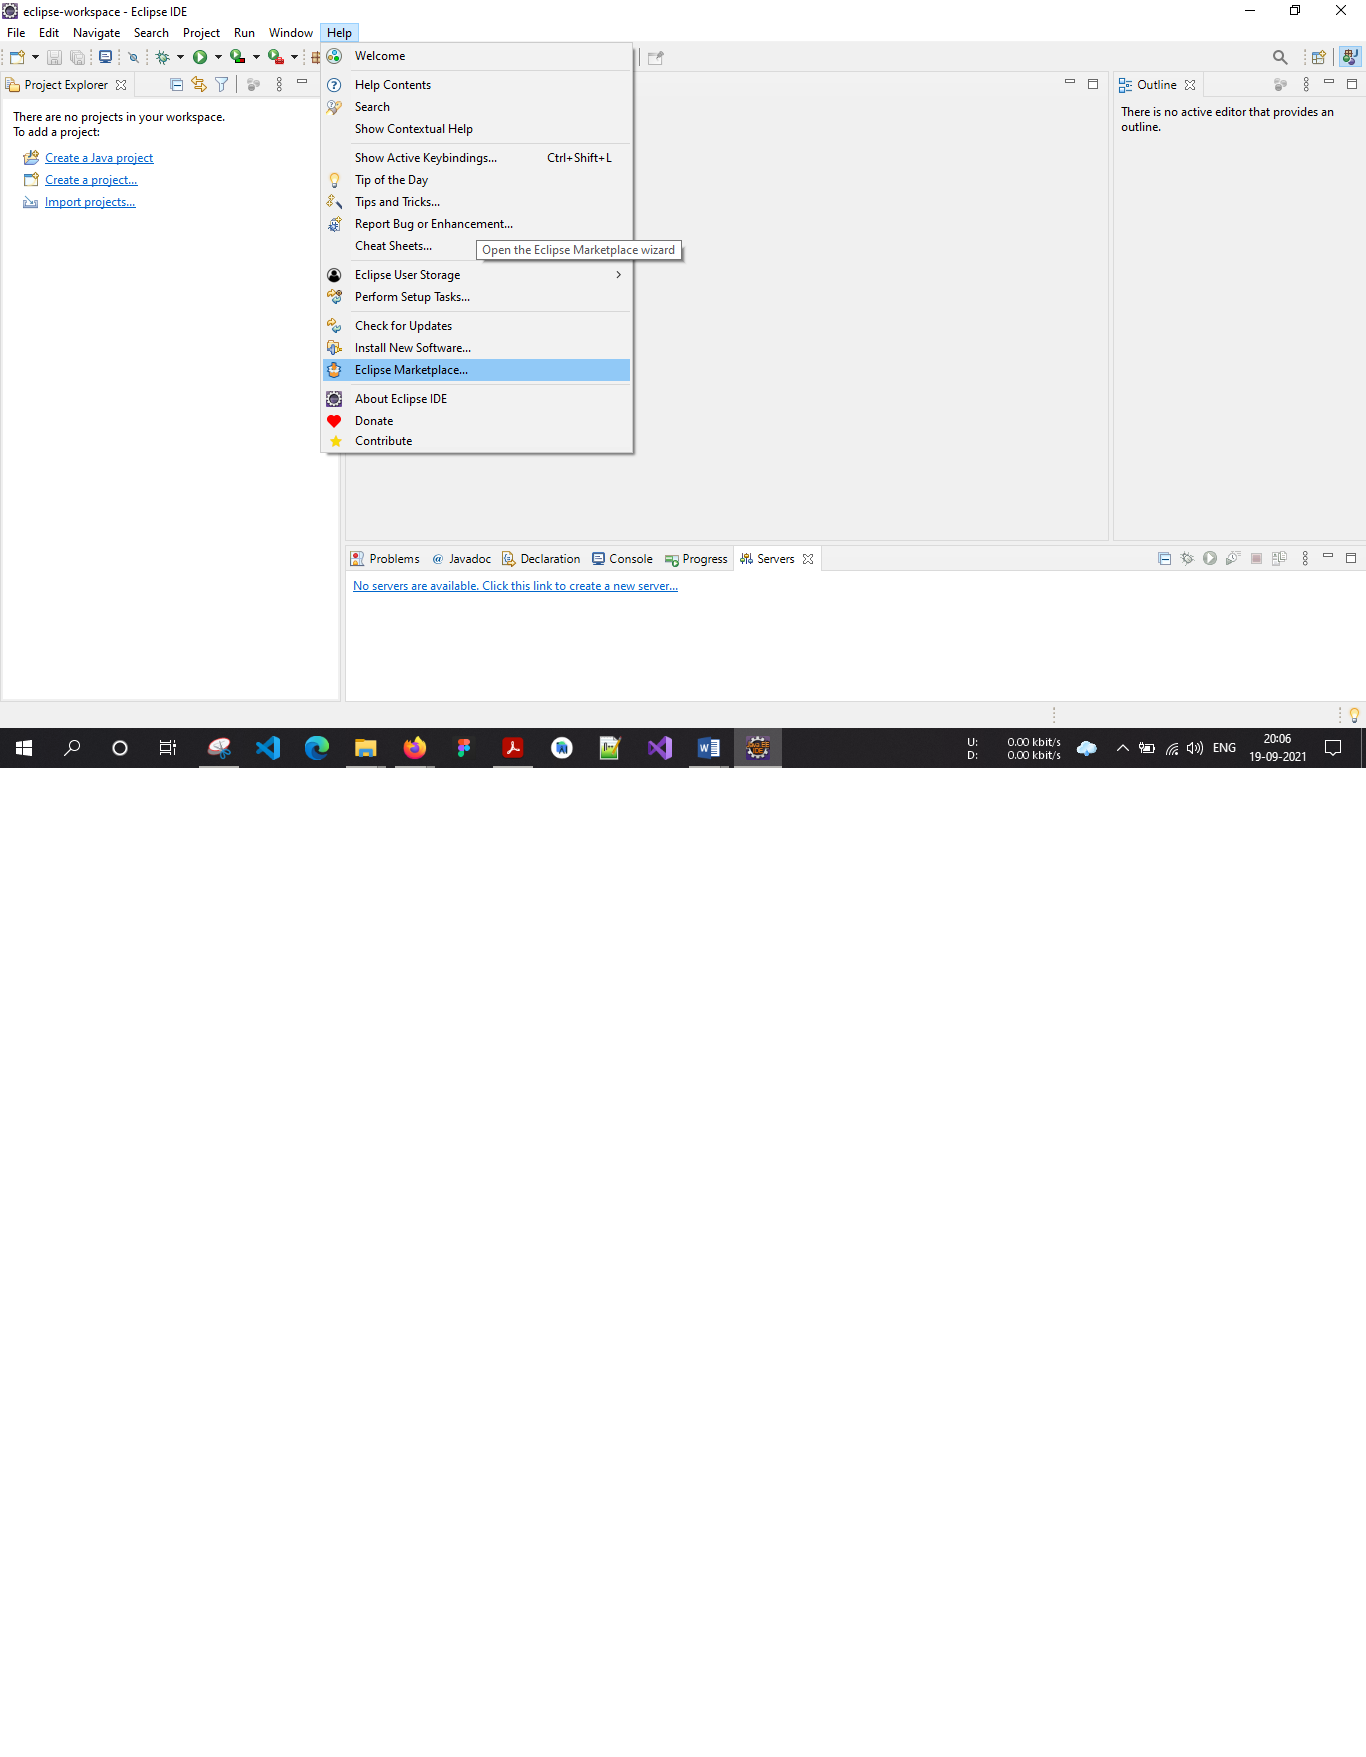 eclipse-workspace - Eclipse IDE
File Edit Navigate Search Project Run Window Help
Project Explorer
There are no projects in your workspace.
To add a project:
Create a Java project
Create a project...
Import projects...
Welcome
Help Contents
Search
Show Contextual Help
Show Active Keybindings... Ctrl+Shift+L
Tip of the Day
Tips and Tricks...
Report Bug or Enhancement...
Cheat Sheets...
Open the Eclipse Marketplace wizard
Eclipse User Storage
Perform Setup Tasks...
Check for Updates
Install New Software...
Eclipse Marketplace...
About Eclipse IDE
Donate
Contribute
Outline
There is no active editor that provides an
outline.
Problems @ Javadoc Declaration Console Progress Servers
No servers are available. Click this link to create a new server...
U: 0.00 kbit/s
D: 0.00 kbit/s
ENG
20:06
19-09-2021